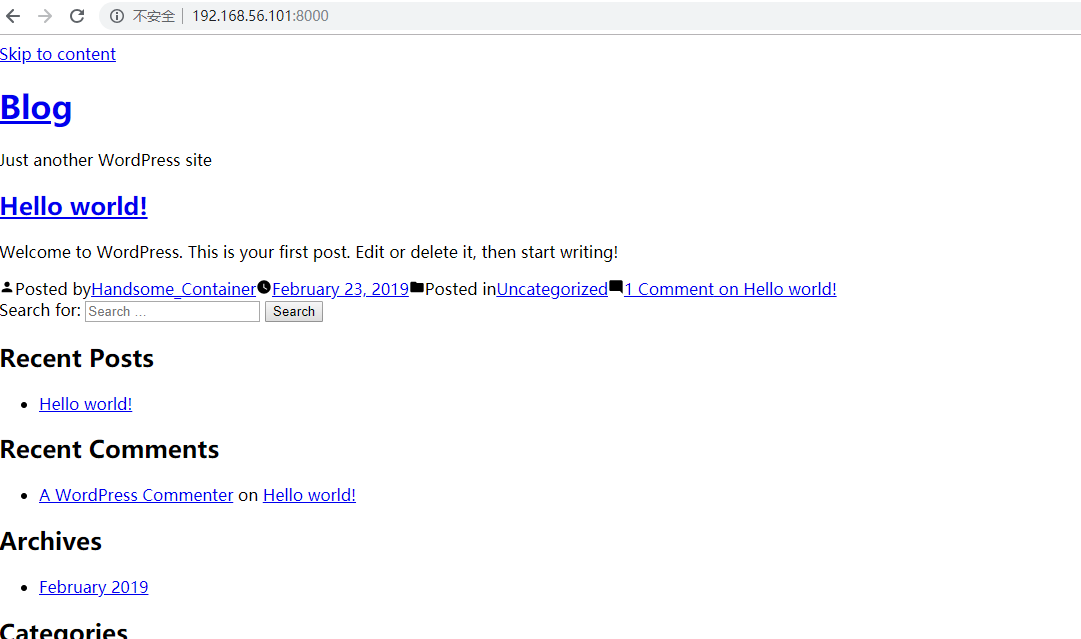 不安全 | 192.168.56.101:8000
Skip to content
Blog
Just another WordPress site
Hello world!
Welcome to WordPress. This is your first post. Edit or delete it, then start writing!
Posted byHandsome_ContainerFebruary 23, 2019Posted inUncategorized1 Comment on Hello world!
Search for: Search ... Search
Recent Posts
Hello world!
Recent Comments
A WordPress Commenter on Hello world!
Archives
February 2019
Categories